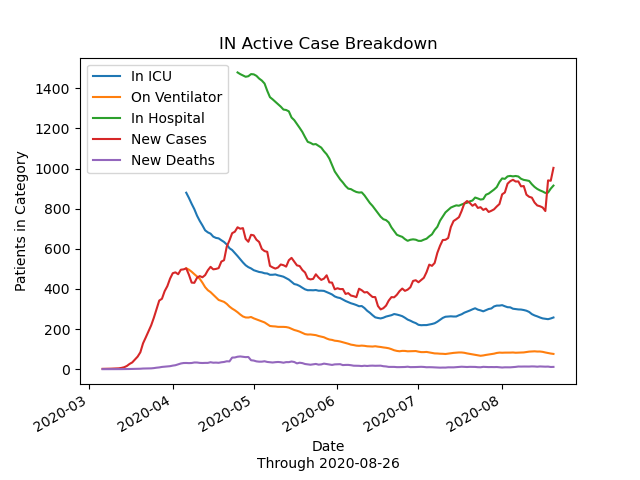 IN Active Case Breakdown
In ICU
On Ventilator
In Hospital
New Cases
New Deaths
Patients in Category
1400
1200
1000
800
600
400
200
0
2020-03
2020-04
2020-05
2020-06
2020-07
2020-08
Date
Through 2020-08-26